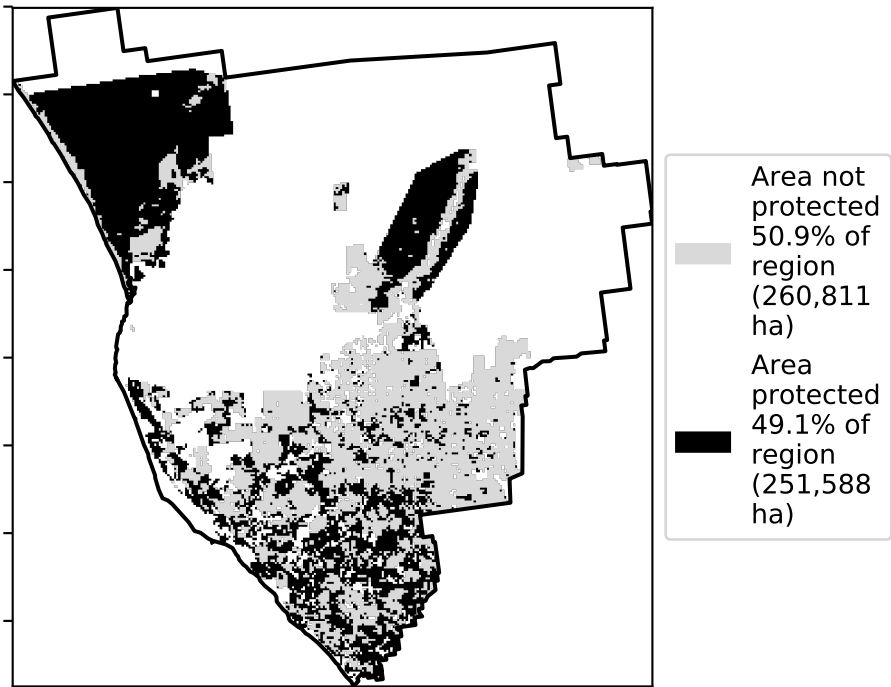 Area not
protected
50.9% of
region
(260,811
ha)
Area
protected
49.1% of
region
(251,588
ha)